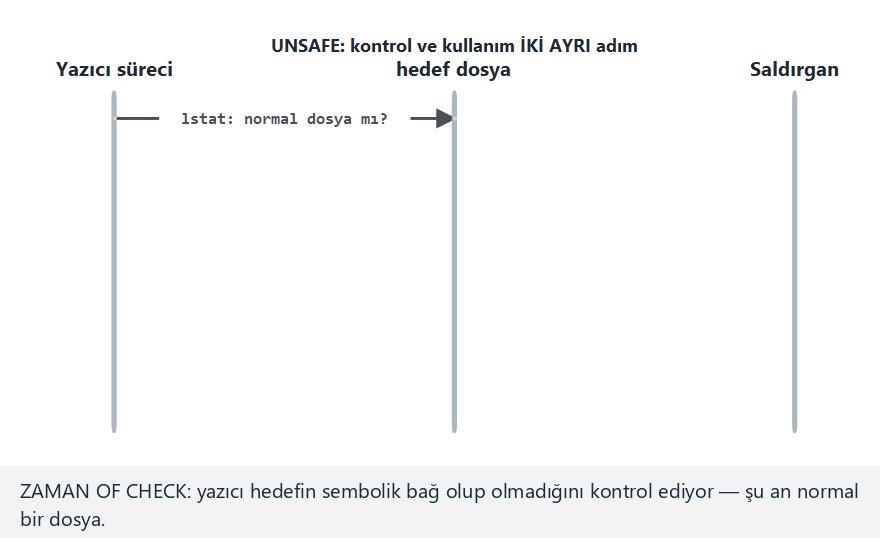 UNSAFE: kontrol ve kullanım İKİ AYRI adım
Yazıcı süreci hedef dosya Saldırgan
lstat: normal dosya mı?
ZAMAN OF CHECK: yazıcı hedefin sembolik bağ olup olmadığını kontrol ediyor — şu an normal
bir dosya.